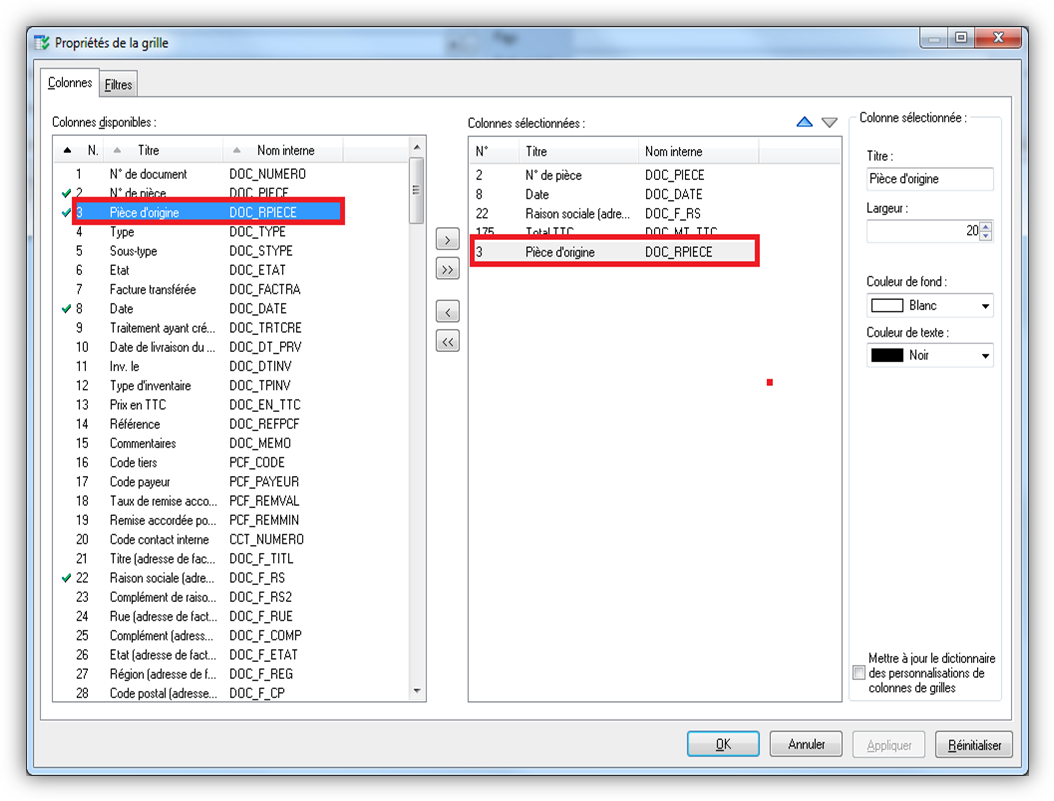 Propriétés de la grille
Colonnes Filtres
Colonnes disponibles :
N. Titre Nom interne
1 N° de document DOC_NUMERO
2 N° de pièce DOC_PIECE
3 Pièce d'origine DOC_RPIECE
4 Type DOC_TYPE
5 Sous-type DOC_STYPE
6 Etat DOC_ETAT
7 Facture transférée DOC_FACTRA
8 Date DOC_DATE
9 Traitement ayant cré... DOC_TRTCRE
10 Date de livraison du ... DOC_DT_PRV
11 Inv. le DOC_DTINV
12 Type d'inventaire DOC_TPINV
13 Prix en TTC DOC_EN_TTC
14 Référence DOC_REFPCF
15 Commentaires DOC_MEMO
16 Code tiers PCF_CODE
17 Code payeur PCF_PAYEUR
18 Taux de remise acco... PCF_REMVAL
19 Remise accordée po... PCF_REMMIN
20 Code contact interne CCT_NUMERO
21 Titre (adresse de fac... DOC_F_TITL
22 Raison sociale (adre... DOC_F_RS
23 Complément de raiso... DOC_F_RS2
24 Rue (adresse de fact... DOC_F_RUE
25 Complément (adress... DOC_F_COMP
26 Etat (adresse de fact... DOC_F_ETAT
27 Région (adresse de f... DOC_F_REG
28 Code postal (adresse... DOC_F_CP
>
>>
<
<<
Colonnes sélectionnées :
N° Titre Nom interne
2 N° de pièce DOC_PIECE
8 Date DOC_DATE
22 Raison sociale (adre... DOC_F_RS
175 Total TTC DOC_MT_TTC
3 Pièce d'origine DOC_RPIECE
Colonne sélectionnée :
Titre :
Pièce d'origine
Largeur :
20
Couleur de fond :
Blanc
Couleur de texte :
Noir
Mettre à jour le dictionnaire
des personnalisations de
colonnes de grilles
OK Annuler Appliquer Réinitialiser